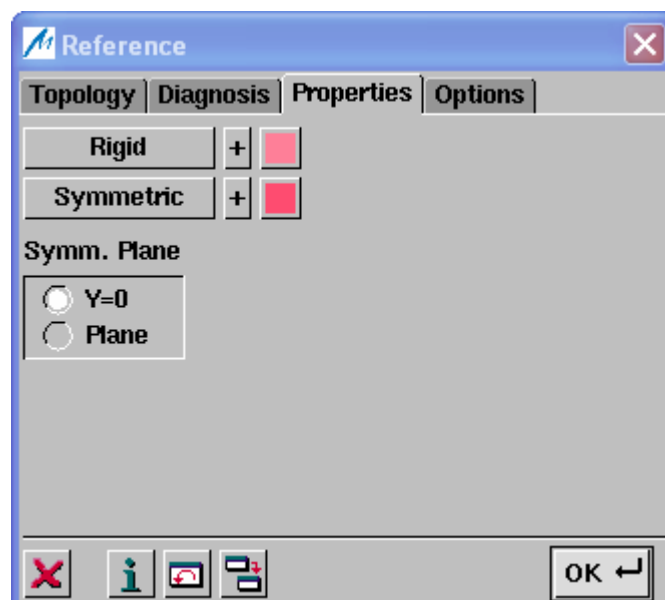 Reference
Topology Diagnosis Properties Options
Rigid +
Symmetric +
Symm. Plane
Y=0
Plane
OK